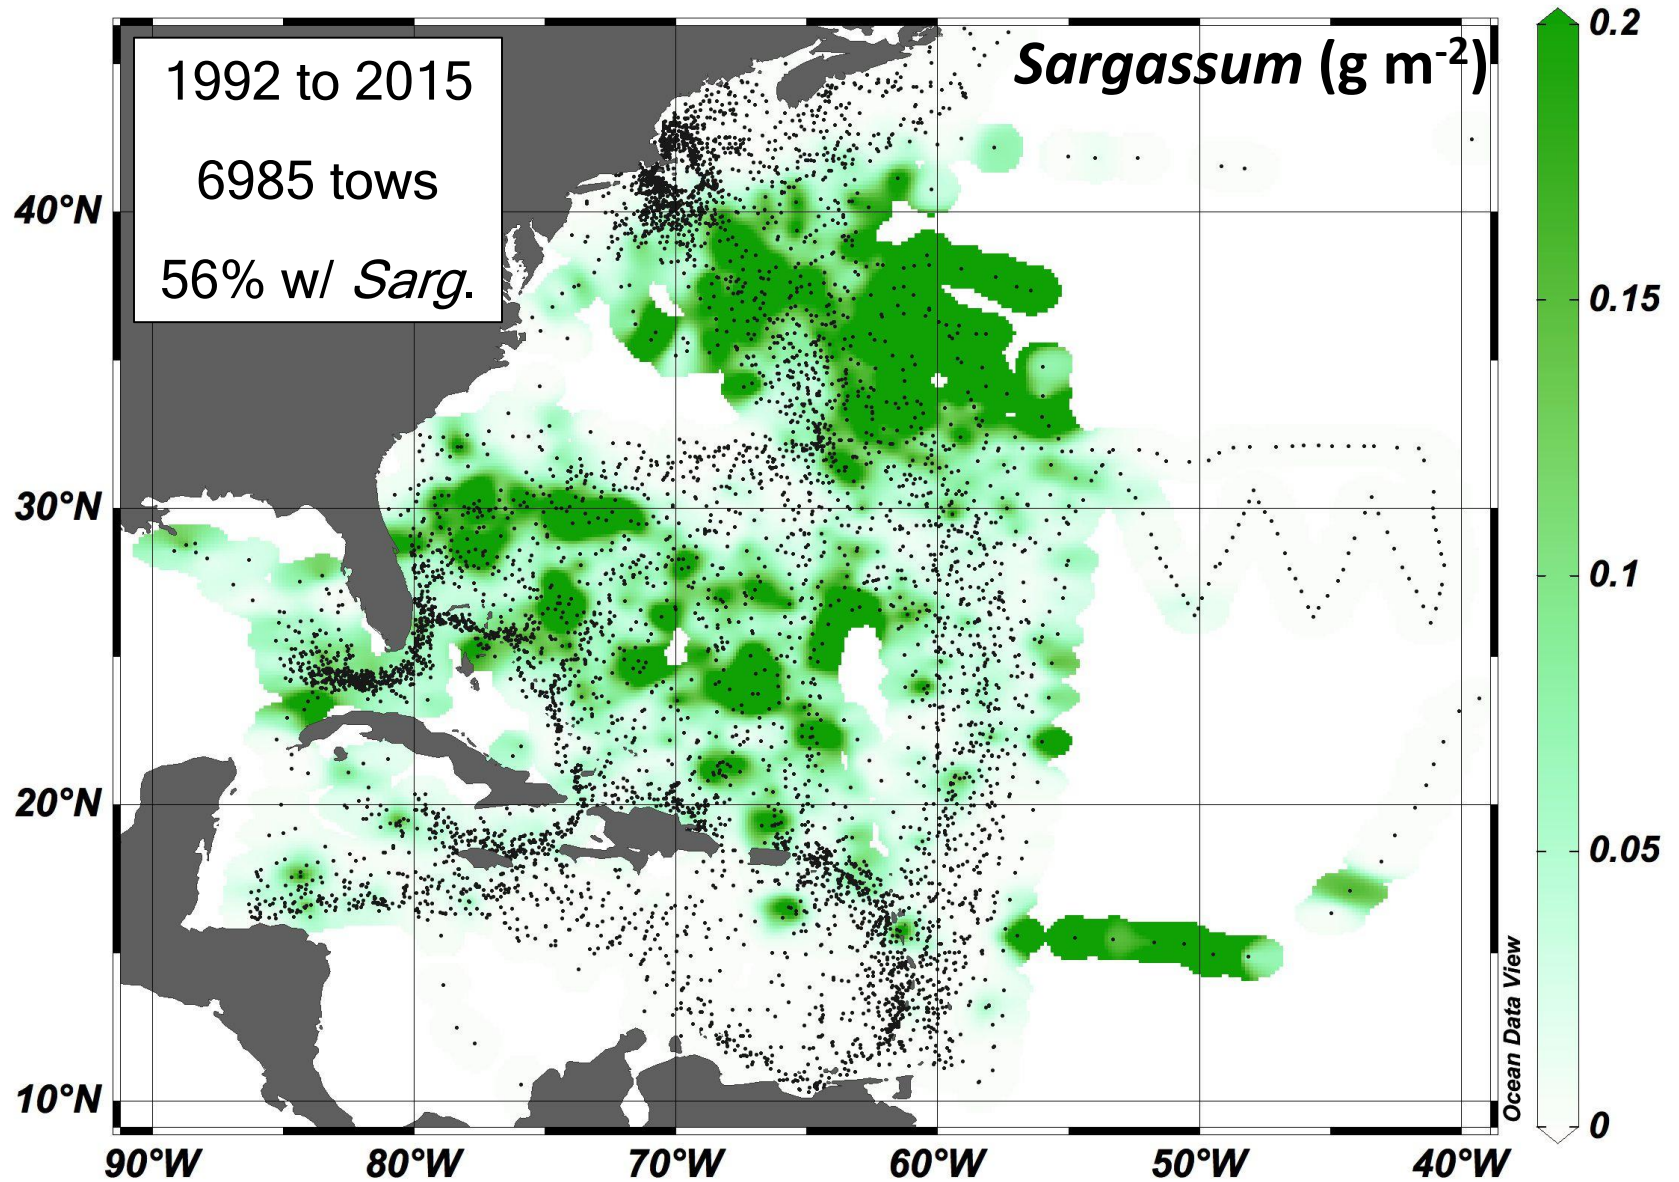 1992 to 2015
6985 tows
56% w/ Sarg.
Sargassum (g m-2)
0.2
0.15
0.1
0.05
0
40°N
30°N
20°N
10°N
90°W 80°W 70°W 60°W 50°W 40°W
Ocean Data View